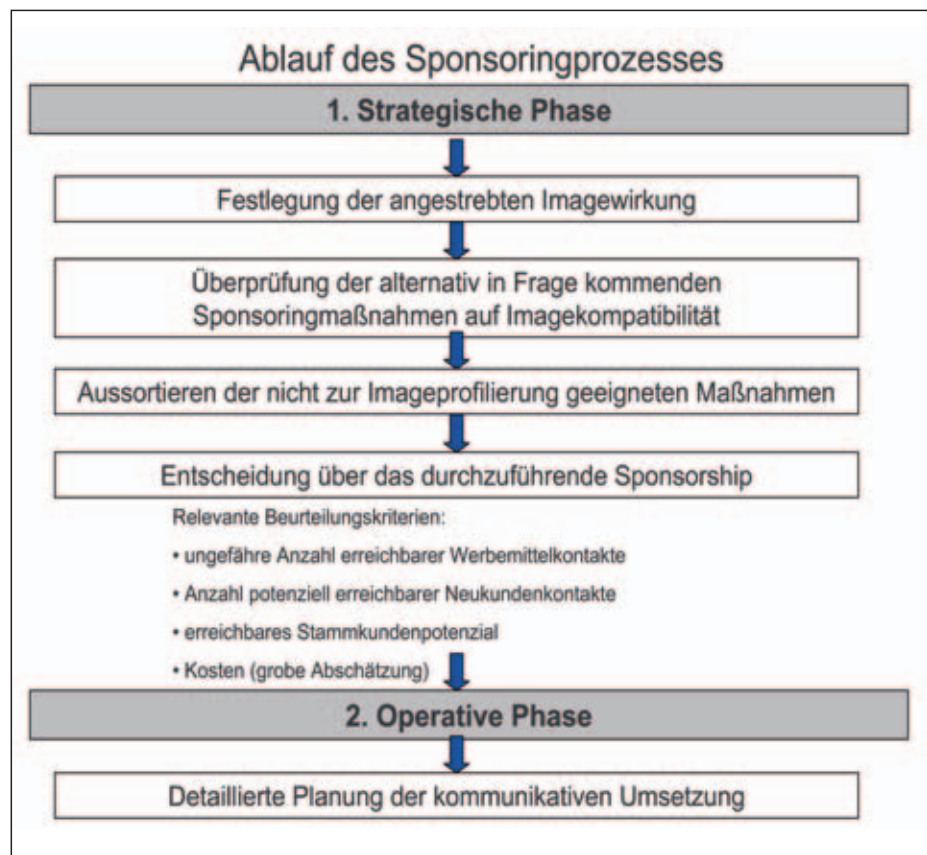 Ablauf des Sponsoringprozesses
1. Strategische Phase
Festlegung der angestrebten Imagewirkung
Überprüfung der alternativ in Frage kommenden
Sponsoringmaßnahmen auf Imagekompatibilität
Aussortieren der nicht zur Imageprofilierung geeigneten Maßnahmen
Entscheidung über das durchzuführende Sponsorship
Relevante Beurteilungskriterien:
• ungefähre Anzahl erreichbarer Werbemittelkontakte
• Anzahl potenziell erreichbarer Neukundenkontakte
• erreichbares Stammkundenpotenzial
• Kosten (grobe Abschätzung)
2. Operative Phase
Detaillierte Planung der kommunikativen Umsetzung